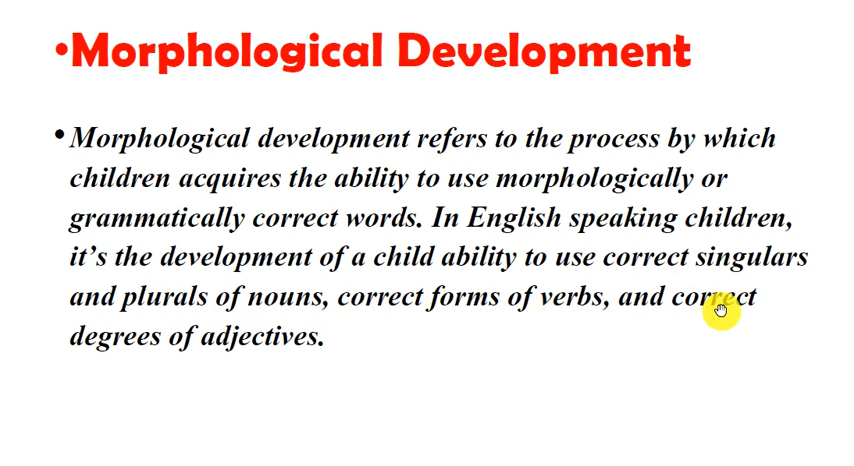 •Morphological Development
•Morphological development refers to the process by which
children acquires the ability to use morphologically or
grammatically correct words. In English speaking children,
it's the development of a child ability to use correct singulars
and plurals of nouns, correct forms of verbs, and correct
degrees of adjectives.